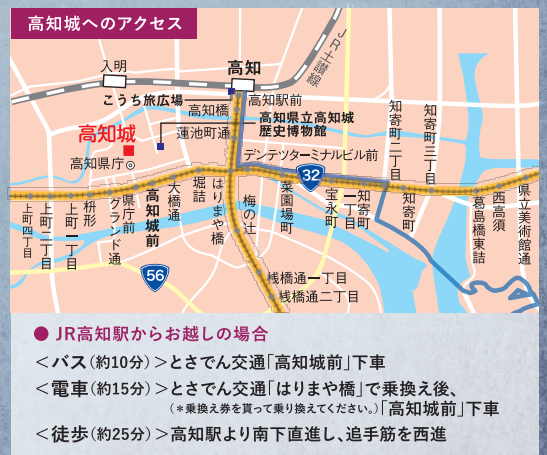 高知城へのアクセス
JR土讃線
入明
高知
こうち旅広場
高知橋
高知駅前
高知県立高知城
歴史博物館
蓮池町通
高知城
高知県庁◎
デンテツターミナルビル前
32
知寄町二丁目
知寄町三丁目
上町四丁目
上町二丁目
上町一丁目
枡形
県庁前
グランド通
高知城前
大橋通
堀詰
はりまや橋
梅の辻
菜園場町
宝永町
知寄町一丁目
知寄町
葛島橋東詰
西高須
県立美術館通
56
桟橋通一丁目
桟橋通二丁目
● JR高知駅からお越しの場合
＜バス(約10分)＞とさでん交通「高知城前」下車
＜電車(約15分)＞とさでん交通「はりまや橋」で乗換え後、
(＊乗換え券を貰って乗り換えてください。)「高知城前」下車
＜徒歩(約25分)＞高知駅より南下直進し、追手筋を西進